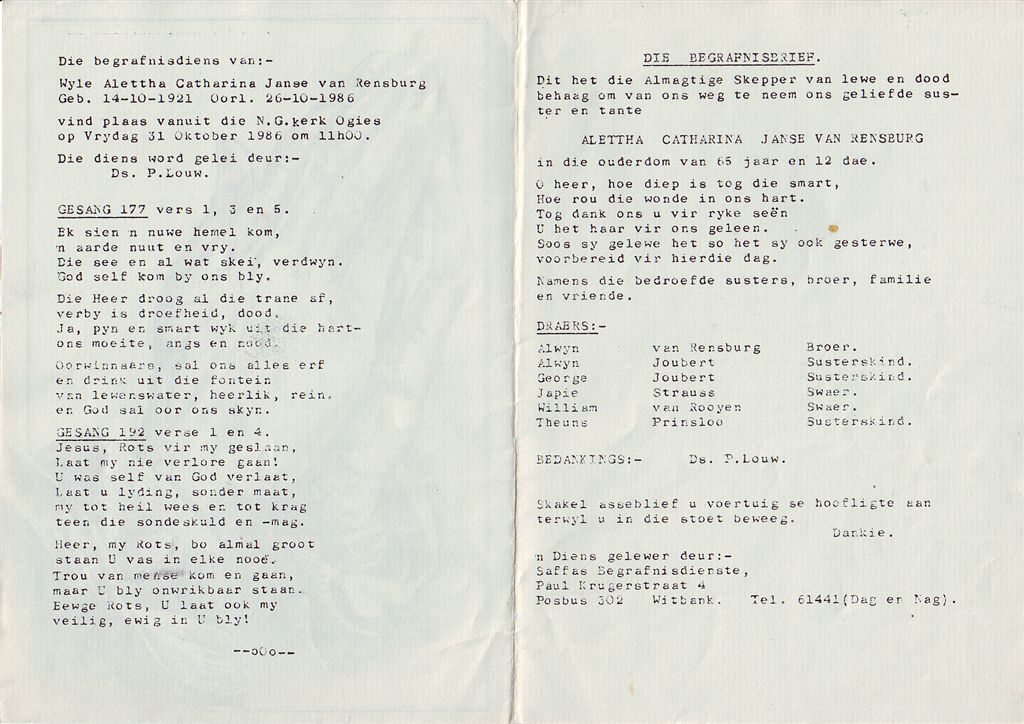 Die begrafnisdiens van:-
Wyle Alettha Catharina Janse van Rensburg
Geb. 14-10-1921 Oorl. 26-10-1986
vind plaas vanuit die N.G.kerk Ogies
op Vrydag 31 Oktober 1986 om 11h00.
Die diens word gelei deur:-
Ds. P.Louw.
GESANG 177 vers 1, 3 en 5.
Ek sien 'n nuwe hemel kom,
'n aarde nuut en vry.
Die see en al wat skei, verdwyn.
God self kom by ons bly.
Die Heer droog al die trane af,
verby is droefheid, dood.
Ja, pyn en smart wyk uit die hart-
ons moeite, angs en nood.
Oorwinnaars, sal ons alles erf
en drink uit die fontein
van lewenswater, heerlik, rein,
en God sal oor ons skyn.
GESANG 192 verse 1 en 4.
Jesus, Rots vir my geslaan,
Laat my nie verlore gaan!
U was self van God verlaat,
Laat u lyding, sonder maat,
my tot heil wees en tot krag
teen die sondeskuld en -mag.
Heer, my Rots, bo almal groot
staan U vas in elke nood.
Trou van mense kom en gaan,
maar U bly onwrikbaar staan.
Eewge Rots, U laat ook my
veilig, ewig in U bly!
--oOo--
DIE BEGRAFNISBRIEF.
Dit het die Almagtige Skepper van lewe en dood
behaag om van ons weg te neem ons geliefde sus-
ter en tante
ALETTHA CATHARINA JANSE VAN RENSBURG
in die ouderdom van 65 jaar en 12 dae.
O heer, hoe diep is tog die smart,
Hoe rou die wonde in ons hart.
Tog dank ons u vir ryke seën
U het haar vir ons geleen.
Soos sy gelewe het so het sy ook gesterwe,
voorbereid vir hierdie dag.
Namens die bedroefde susters, broer, familie
en vriende.
DRAERS:-
Alwyn van Rensburg Broer.
Alwyn Joubert Susterskind.
George Joubert Susterskind.
Japie Strauss Swaer.
William van Rooyen Swaer.
Theuns Prinsloo Susterskind.
BEDANKINGS:- Ds. P.Louw.
Skakel asseblief u voertuig se hoofligte aan
terwyl u in die stoet beweeg.
Dankie.
'n Diens gelewer deur:-
Saffas Begrafnisdienste,
Paul Krugerstraat 4
Posbus 302 Witbank. Tel. 61441(Dag en Nag).